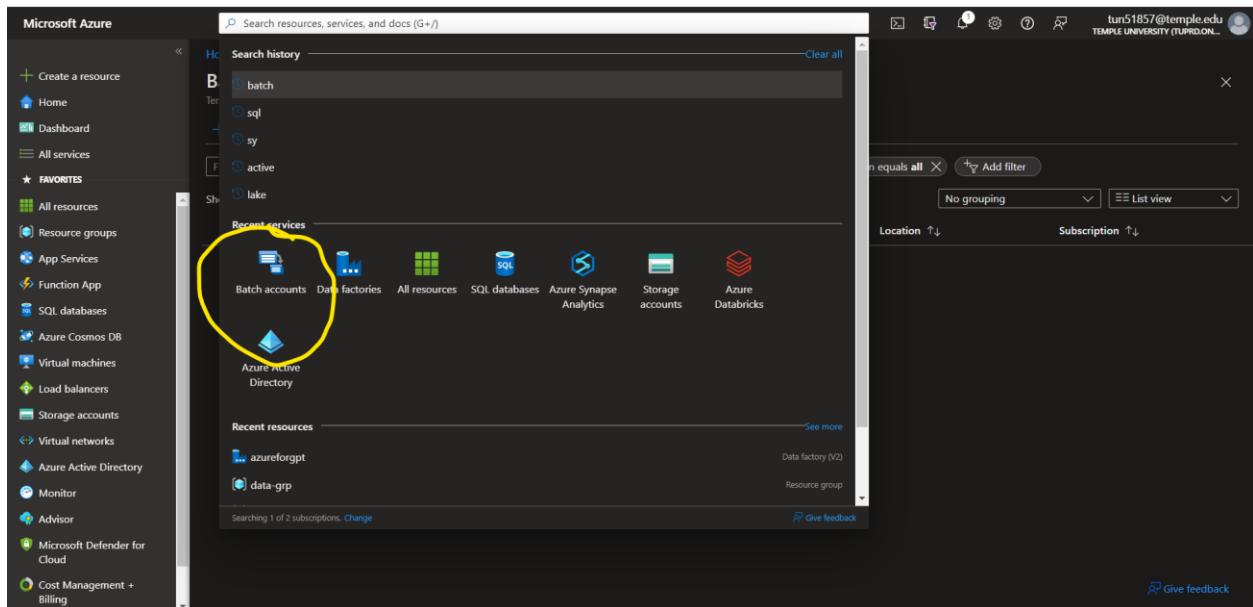 Microsoft Azure
Search resources, services, and docs (G+/)
1
tun51857@temple.edu
TEMPLE UNIVERSITY (TUPRD.ON...
Create a resource
Home
Dashboard
All services
FAVORITES
All resources
Resource groups
App Services
Function App
SQL databases
Azure Cosmos DB
Virtual machines
Load balancers
Storage accounts
Virtual networks
Azure Active Directory
Monitor
Advisor
Microsoft Defender for
Cloud
Cost Management +
Billing
Search history
Clear all
batch
sql
sy
active
lake
Recent services
Batch accounts
Data factories
All resources
SQL databases
Azure Synapse
Analytics
Storage
accounts
Azure
Databricks
Azure Active
Directory
Recent resources
See more
azureforgpt
Data factory (V2)
data-grp
Resource group
Searching 1 of 2 subscriptions. Change
Give feedback
n equals all
Add filter
No grouping
List view
Location
Subscription
Give feedback